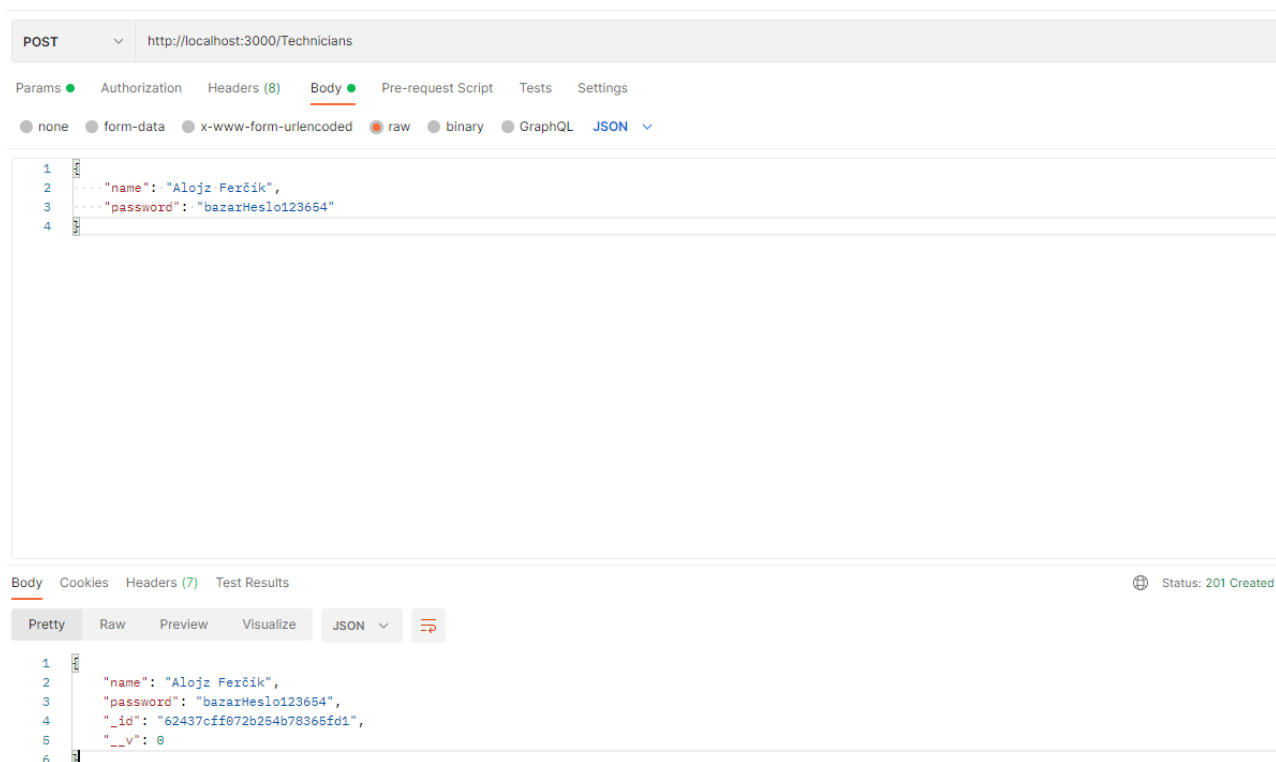 POST http://localhost:3000/Technicians
Params Authorization Headers (8) Body Pre-request Script Tests Settings
none form-data x-www-form-urlencoded raw binary GraphQL JSON
1 {
2 ····"name":·"Alojz·Ferčík",
3 ····"password":·"bazarHeslo123654"
4 }
Body Cookies Headers (7) Test Results Status: 201 Created
Pretty Raw Preview Visualize JSON
1 {
2 "name": "Alojz Ferčík",
3 "password": "bazarHeslo123654",
4 "_id": "62437cff072b254b78365fd1",
5 "__v": 0
6 }